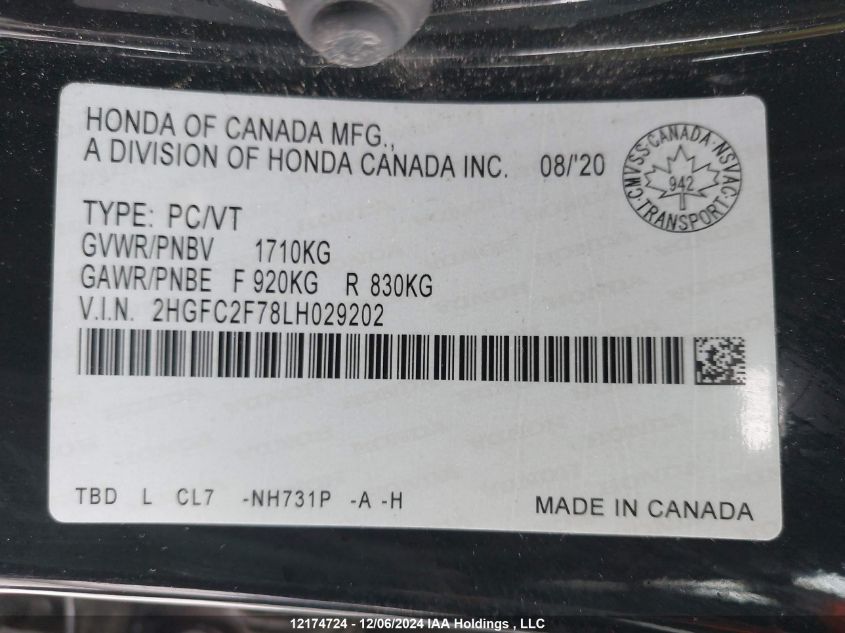 HONDA OF CANADA MFG.,
A DIVISION OF HONDA CANADA INC. 08/'20
CMVSS·CANADA·NSVAC·TRANSPORT·
942
TYPE: PC/VT
GVWR/PNBV 1710KG
GAWR/PNBE F 920KG R 830KG
V.I.N. 2HGFC2F78LH029202
TBD L CL7 -NH731P -A -H
MADE IN CANADA
12174724 - 12/06/2024 IAA Holdings , LLC